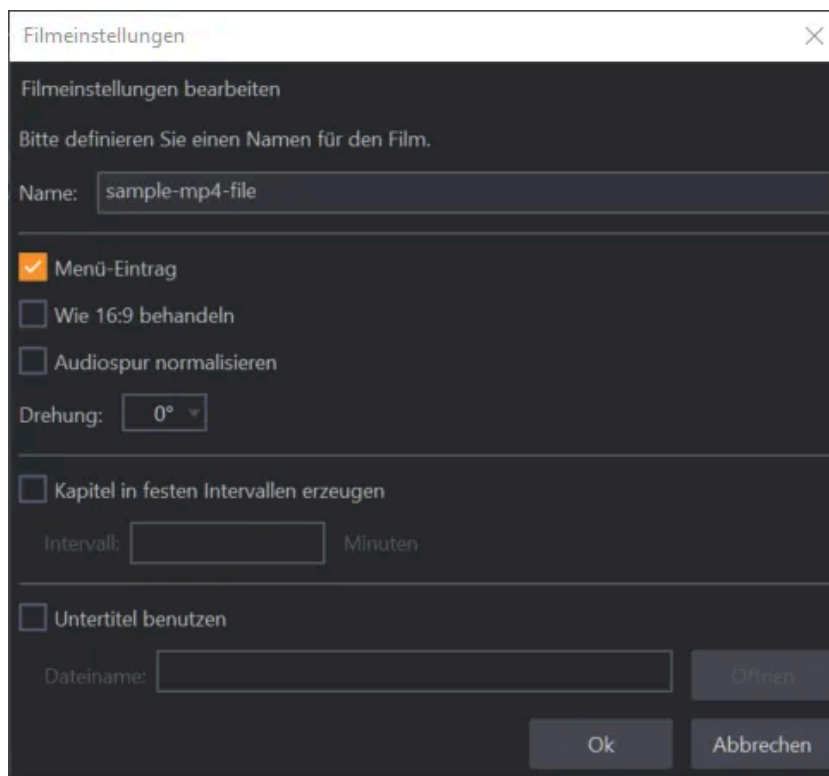 Filmeinstellungen
Filmeinstellungen bearbeiten
Bitte definieren Sie einen Namen für den Film.
Name: sample-mp4-file
Menü-Eintrag
Wie 16:9 behandeln
Audiospur normalisieren
Drehung: 0°
Kapitel in festen Intervallen erzeugen
Intervall: Minuten
Untertitel benutzen
Dateiname: Öffnen
Ok Abbrechen